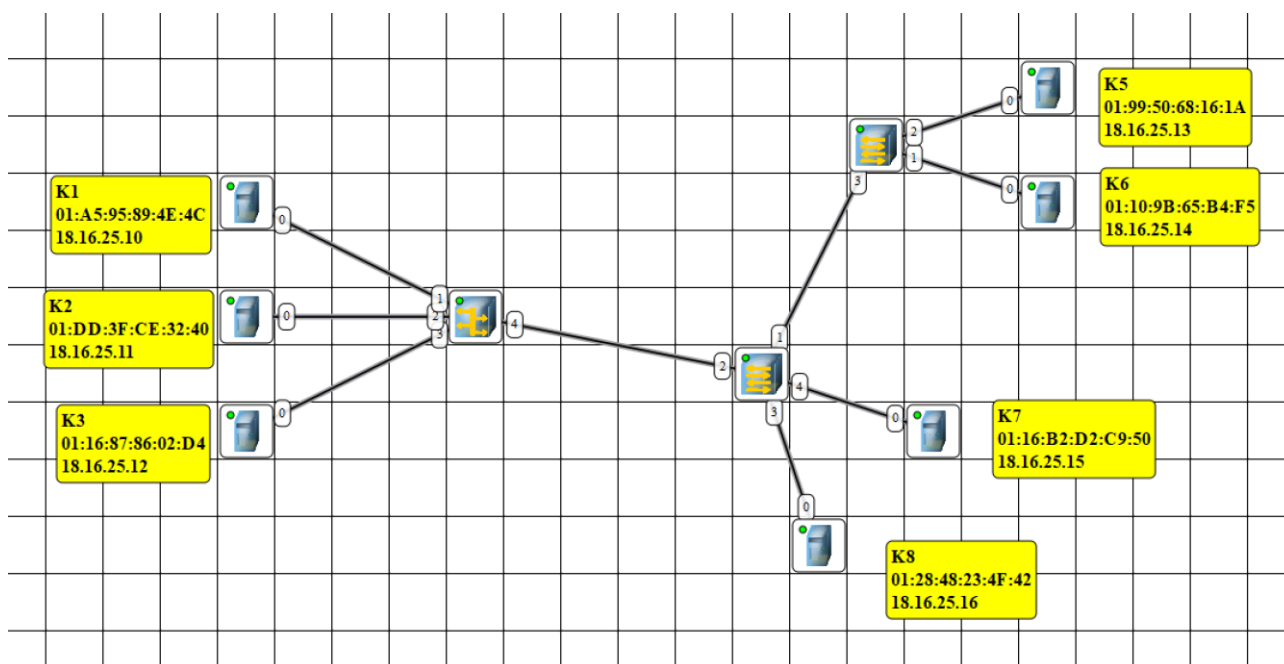 K5
01:99:50:68:16:1A
18.16.25.13
0
2
1
0
3
K6
01:10:9B:65:B4:F5
18.16.25.14
K1
01:A5:95:89:4E:4C
18.16.25.10
0
K2
01:DD:3F:CE:32:40
18.16.25.11
0
1
2
3
4
K3
01:16:87:86:02:D4
18.16.25.12
0
1
2
4
3
0
K7
01:16:B2:D2:C9:50
18.16.25.15
0
K8
01:28:48:23:4F:42
18.16.25.16